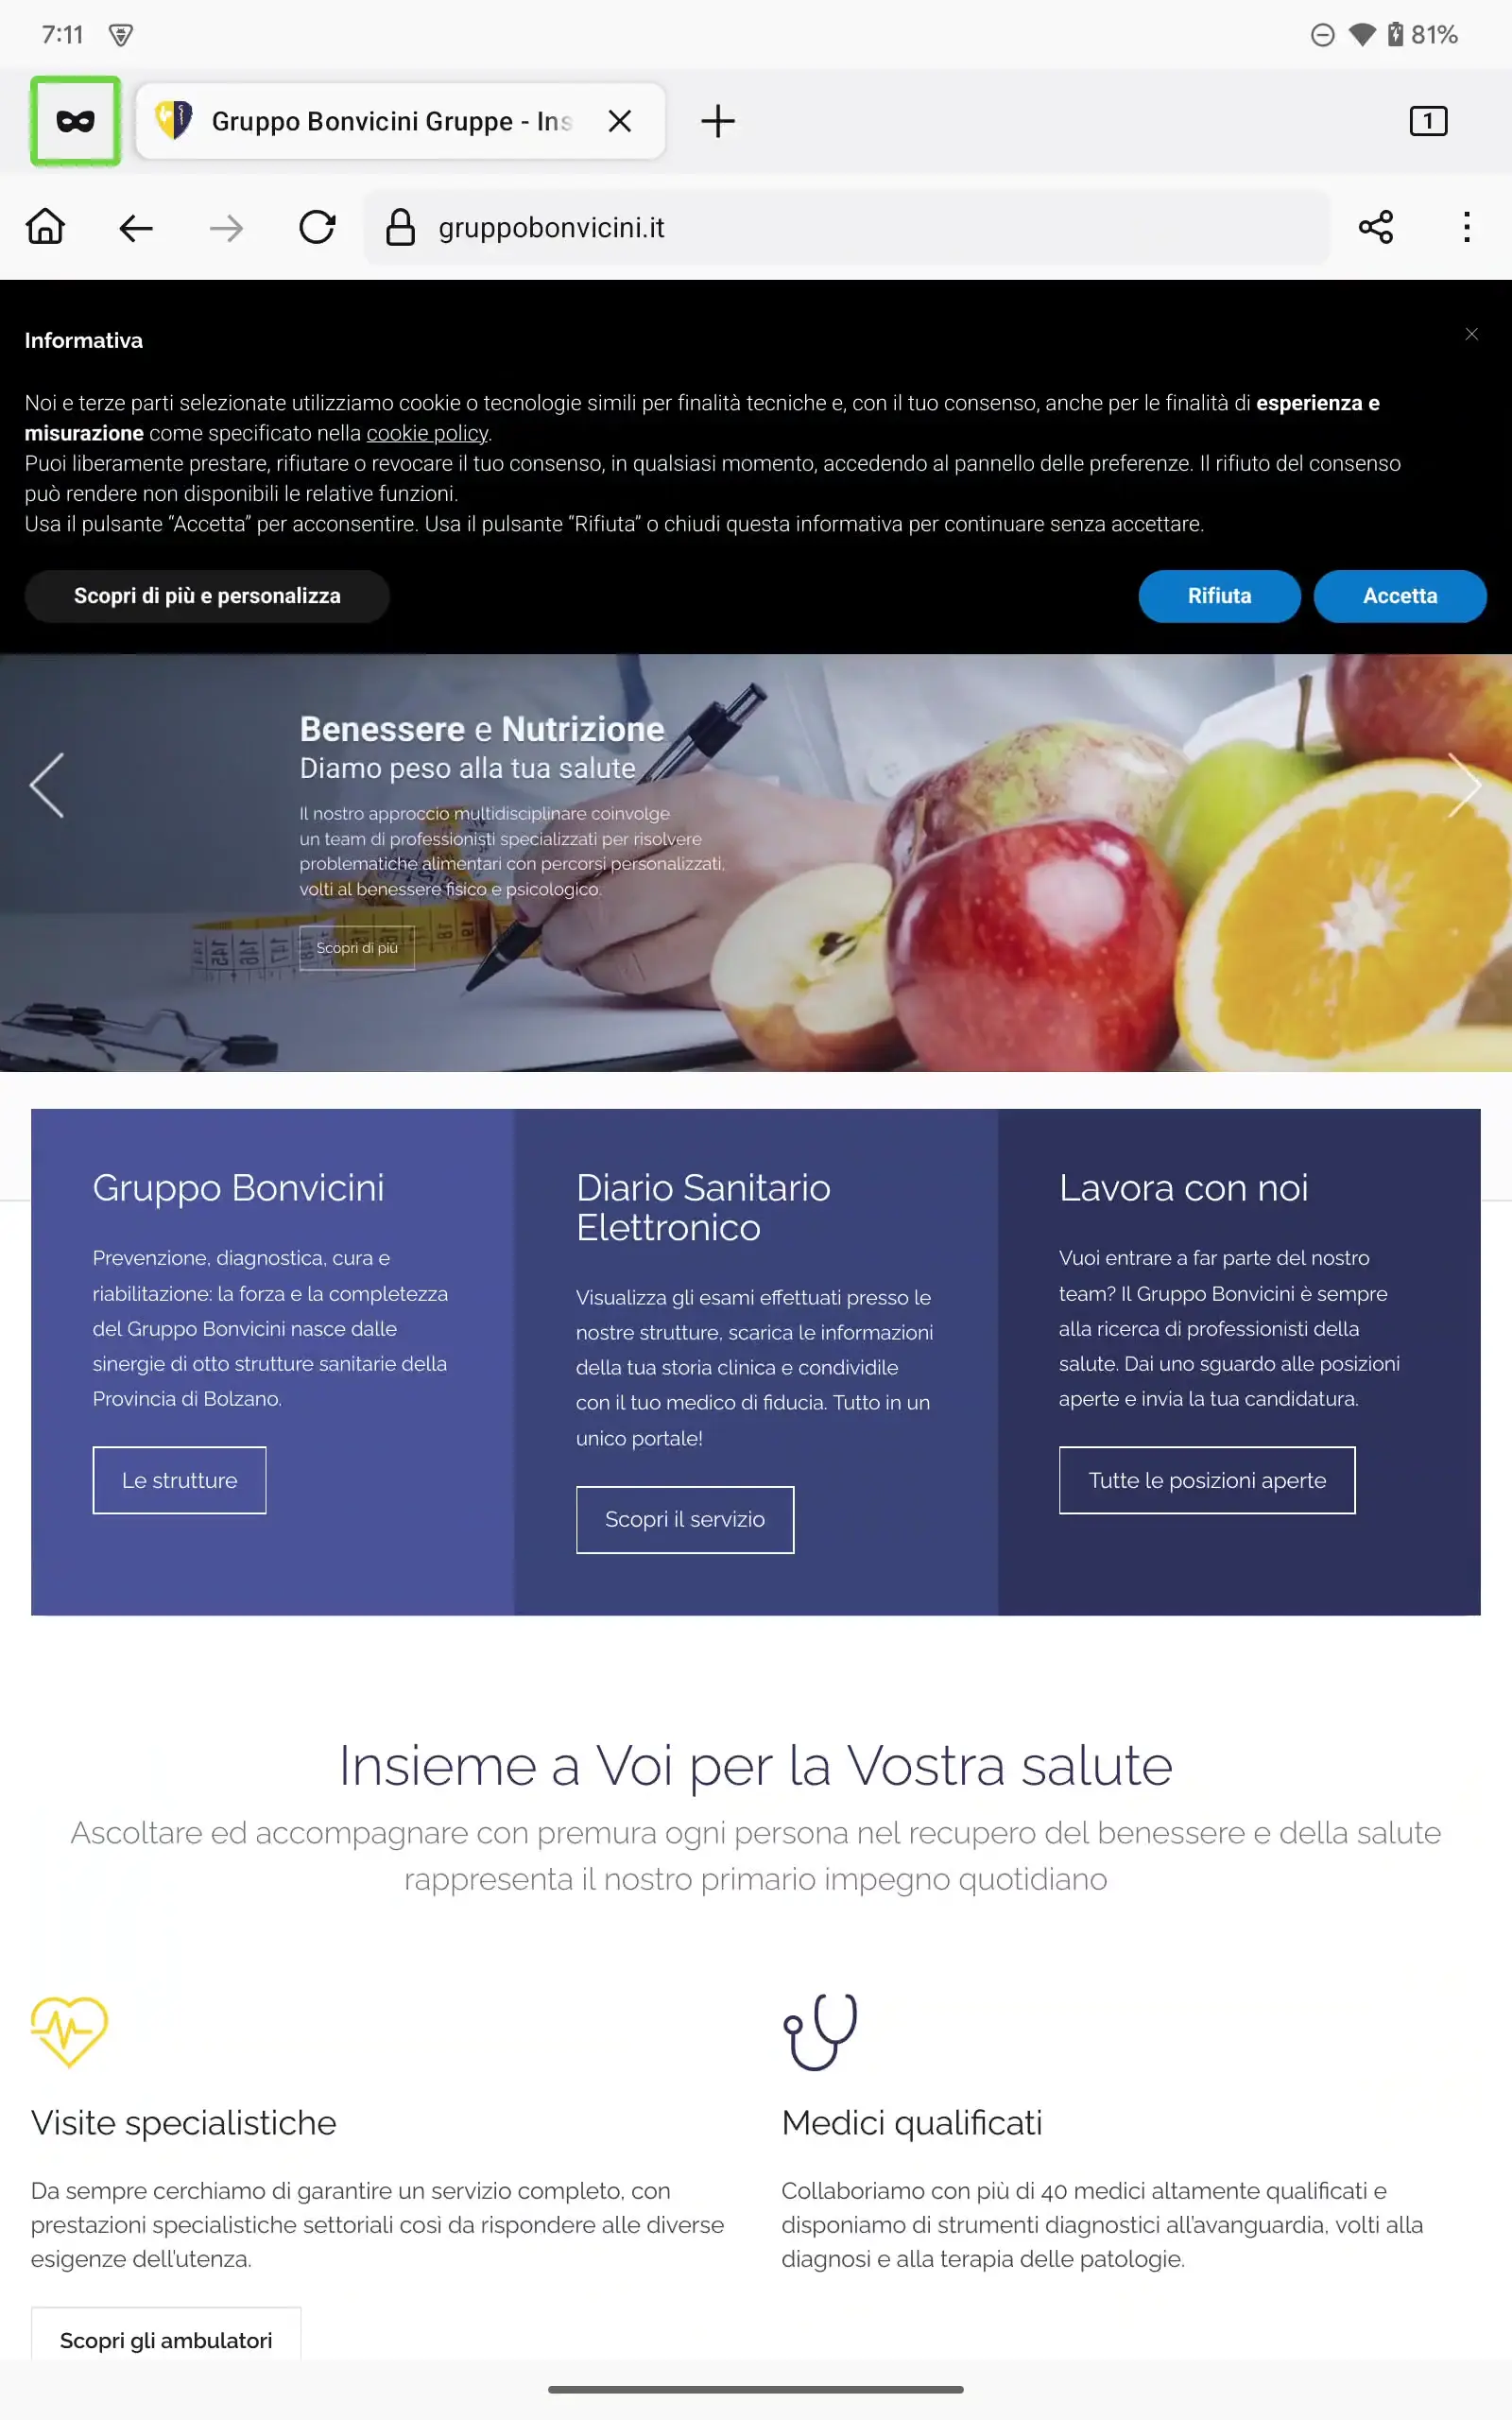 7:11
81%
Gruppo Bonvicini Gruppe - Ins
1
gruppobonvicini.it
Informativa
Noi e terze parti selezionate utilizziamo cookie o tecnologie simili per finalità tecniche e, con il tuo consenso, anche per le finalità di esperienza e
misurazione come specificato nella cookie policy.
Puoi liberamente prestare, rifiutare o revocare il tuo consenso, in qualsiasi momento, accedendo al pannello delle preferenze. Il rifiuto del consenso
può rendere non disponibili le relative funzioni.
Usa il pulsante “Accetta” per acconsentire. Usa il pulsante “Rifiuta” o chiudi questa informativa per continuare senza accettare.
Scopri di più e personalizza
Rifiuta
Accetta
Benessere e Nutrizione
Diamo peso alla tua salute
Il nostro approccio multidisciplinare coinvolge
un team di professionisti specializzati per risolvere
problematiche alimentari con percorsi personalizzati,
volti al benessere fisico e psicologico.
Scopri di più
Gruppo Bonvicini
Prevenzione, diagnostica, cura e
riabilitazione: la forza e la completezza
del Gruppo Bonvicini nasce dalle
sinergie di otto strutture sanitarie della
Provincia di Bolzano.
Le strutture
Diario Sanitario
Elettronico
Visualizza gli esami effettuati presso le
nostre strutture, scarica le informazioni
della tua storia clinica e condividile
con il tuo medico di fiducia. Tutto in un
unico portale!
Scopri il servizio
Lavora con noi
Vuoi entrare a far parte del nostro
team? Il Gruppo Bonvicini è sempre
alla ricerca di professionisti della
salute. Dai uno sguardo alle posizioni
aperte e invia la tua candidatura.
Tutte le posizioni aperte
Insieme a Voi per la Vostra salute
Ascoltare ed accompagnare con premura ogni persona nel recupero del benessere e della salute
rappresenta il nostro primario impegno quotidiano
Visite specialistiche
Da sempre cerchiamo di garantire un servizio completo, con
prestazioni specialistiche settoriali così da rispondere alle diverse
esigenze dell'utenza.
Scopri gli ambulatori
Medici qualificati
Collaboriamo con più di 40 medici altamente qualificati e
disponiamo di strumenti diagnostici all'avanguardia, volti alla
diagnosi e alla terapia delle patologie.